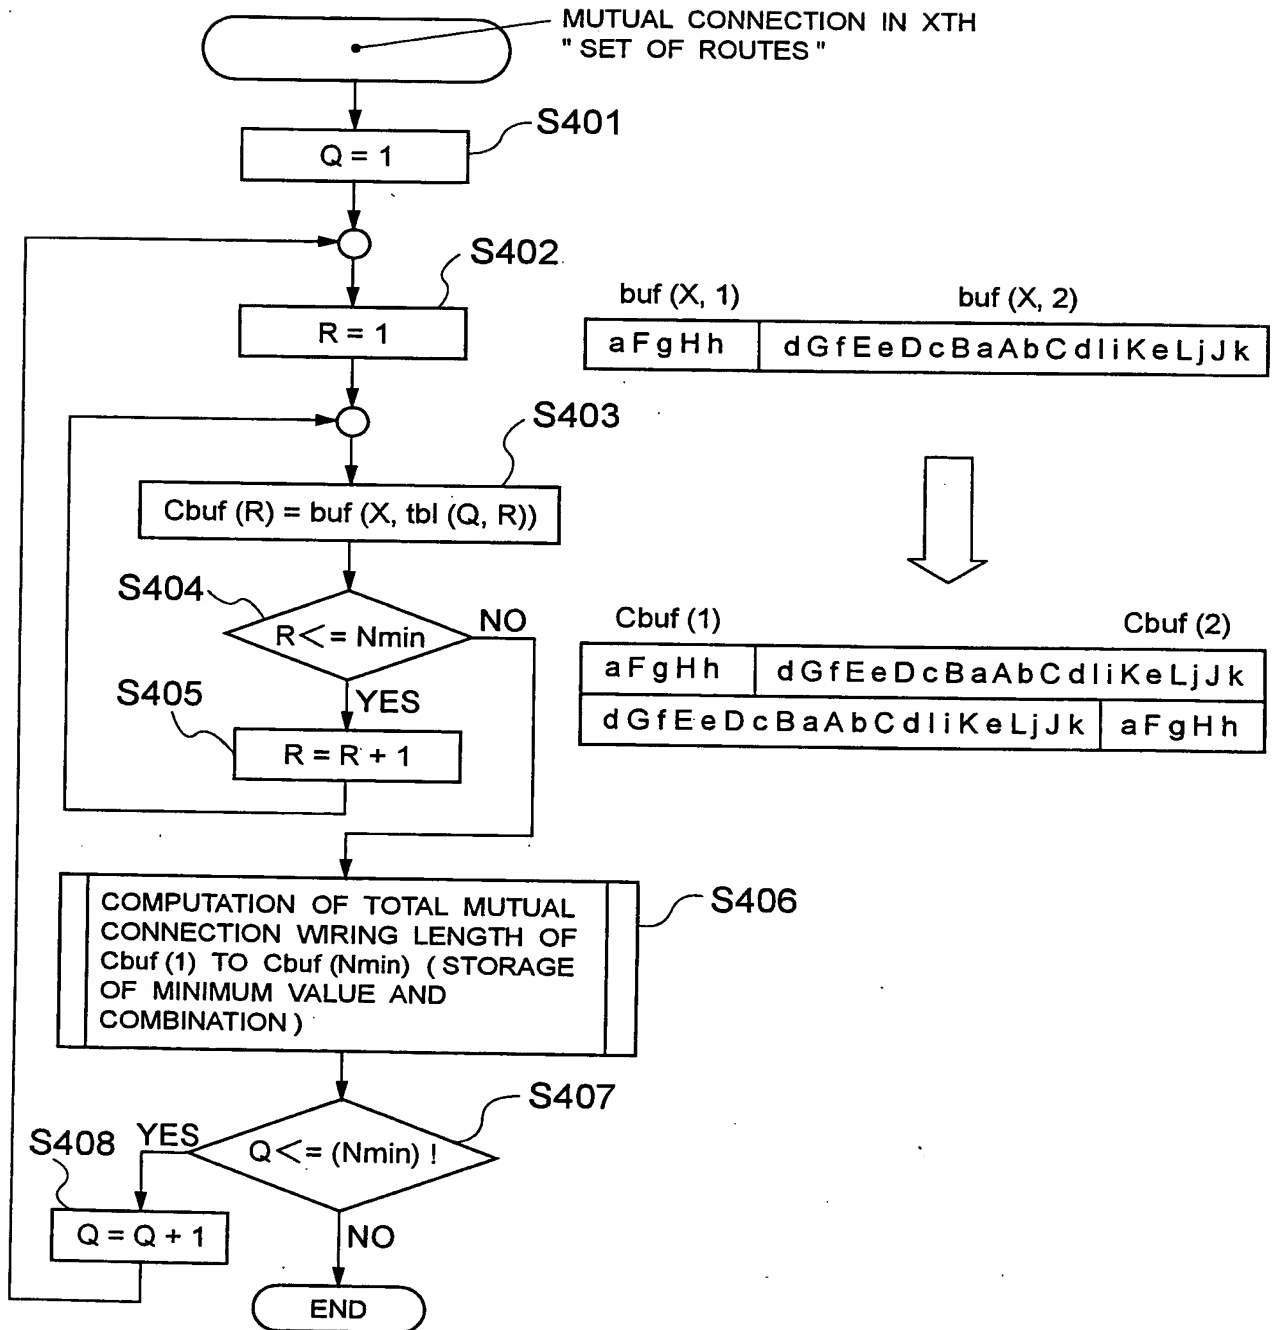 MUTUAL CONNECTION IN XTH
" SET OF ROUTES "
S401
Q = 1
S402
R = 1
buf (X, 1)
buf (X, 2)
a F g H h
d G f E e D c B a A b C d I i K e L j J k
S403
Cbuf (R) = buf (X, tbl (Q, R))
S404
R <= Nmin
NO
YES
S405
R = R + 1
Cbuf (1)
Cbuf (2)
a F g H h
d G f E e D c B a A b C d I i K e L j J k
d G f E e D c B a A b C d I i K e L j J k
a F g H h
COMPUTATION OF TOTAL MUTUAL
CONNECTION WIRING LENGTH OF
Cbuf (1) TO Cbuf (Nmin) ( STORAGE
OF MINIMUM VALUE AND
COMBINATION )
S406
S407
Q <= (Nmin) !
YES
S408
Q = Q + 1
NO
END